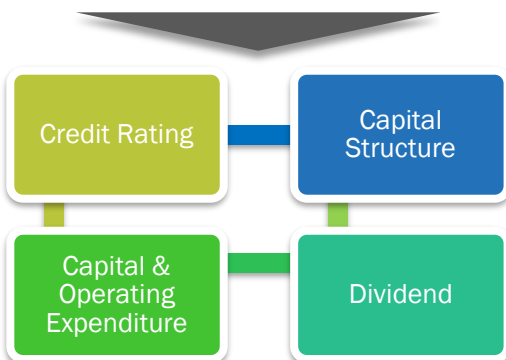 Credit Rating
Capital
Structure
Capital &
Operating
Expenditure
Dividend